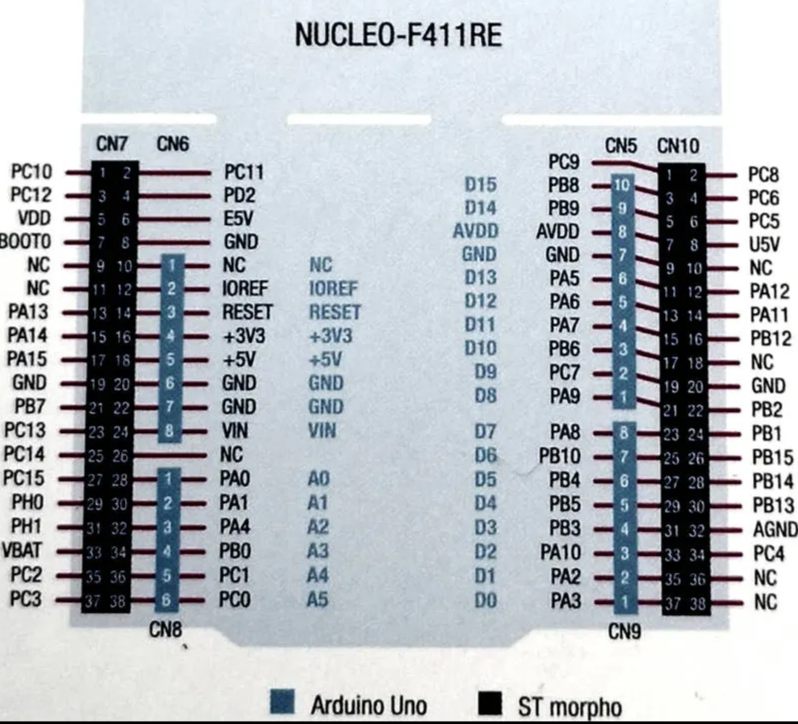 NUCLEO-F411RE
CN7 CN6 CN5 CN10
PC10 1 2 PC11 PC9 1 2 PC8
PC12 3 4 PD2 D15 PB8 10 3 4 PC6
VDD 5 6 E5V D14 PB9 9 5 6 PC5
BOOT0 7 8 GND AVDD AVDD 8 7 8 U5V
NC 9 10 1 NC NC GND GND 7 9 10 NC
NC 11 12 2 IOREF IOREF D13 PA5 6 11 12 PA12
PA13 13 14 3 RESET RESET D12 PA6 5 13 14 PA11
PA14 15 16 4 +3V3 +3V3 D11 PA7 4 15 16 PB12
PA15 17 18 5 +5V +5V D10 PB6 3 17 18 NC
GND 19 20 6 GND GND D9 PC7 2 19 20 GND
PB7 21 22 7 GND GND D8 PA9 1 21 22 PB2
PC13 23 24 8 VIN VIN D7 PA8 8 23 24 PB1
PC14 25 26 NC D6 PB10 7 25 26 PB15
PC15 27 28 1 PA0 A0 D5 PB4 6 27 28 PB14
PH0 29 30 2 PA1 A1 D4 PB5 5 29 30 PB13
PH1 31 32 3 PA4 A2 D3 PB3 4 31 32 AGND
VBAT 33 34 4 PB0 A3 D2 PA10 3 33 34 PC4
PC2 35 36 5 PC1 A4 D1 PA2 2 35 36 NC
PC3 37 38 6 PC0 A5 D0 PA3 1 37 38 NC
CN8 CN9
Arduino Uno ST morpho